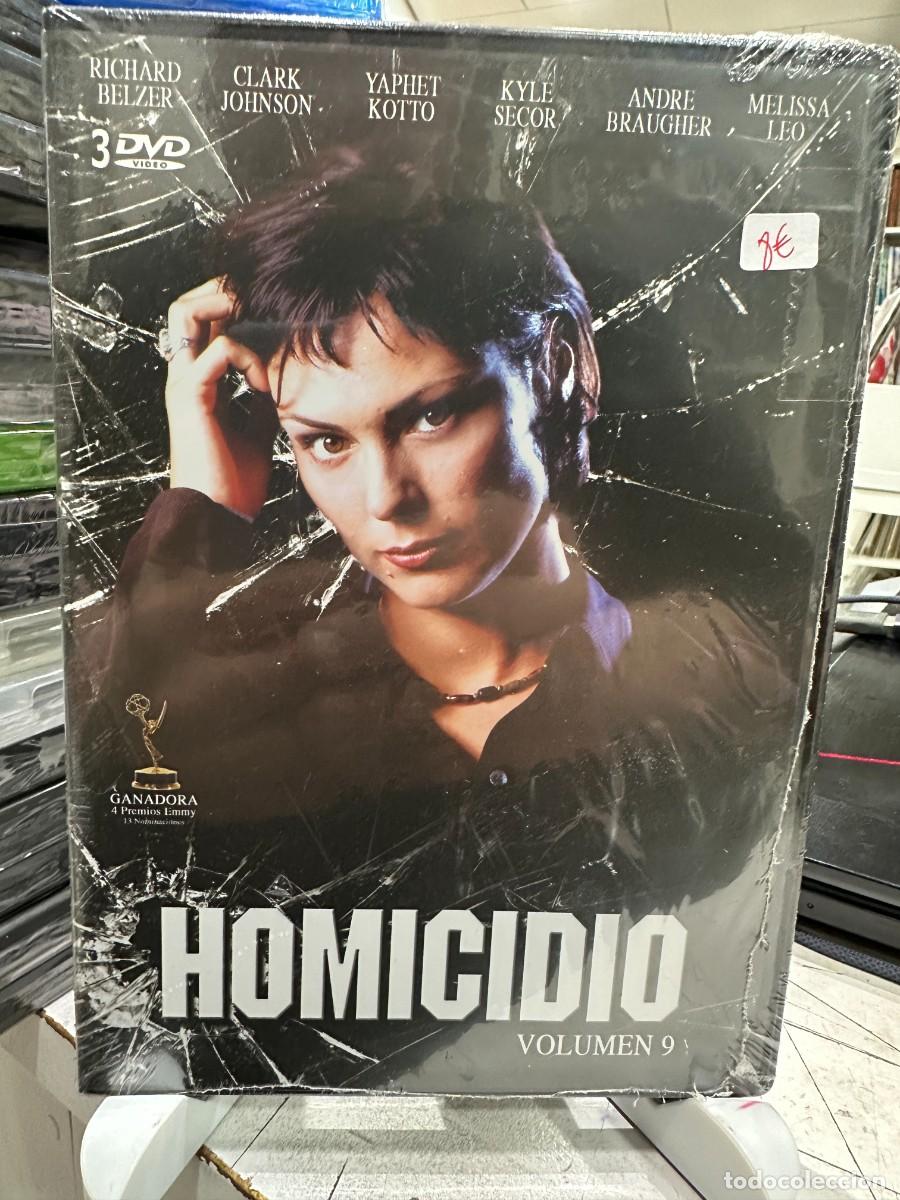 RICHARD BELZER
CLARK JOHNSON
YAPHET KOTTO
KYLE SECOR
ANDRE BRAUGHER
MELISSA LEO
3 DVD
VIDEO
GANADORA
4 Premios Emmy
13 Nominaciones
HOMICIDIO
VOLUMEN 9
todocoleccion